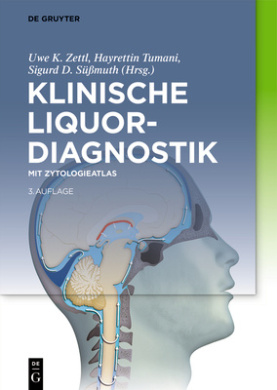 DE GRUYTER
Uwe K. Zettl, Hayrettin Tumani,
Sigurd D. Süßmuth (Hrsg.)
KLINISCHE
LIQUOR-
DIAGNOSTIK
MIT ZYTOLOGIEATLAS
3. AUFLAGE
DE
G